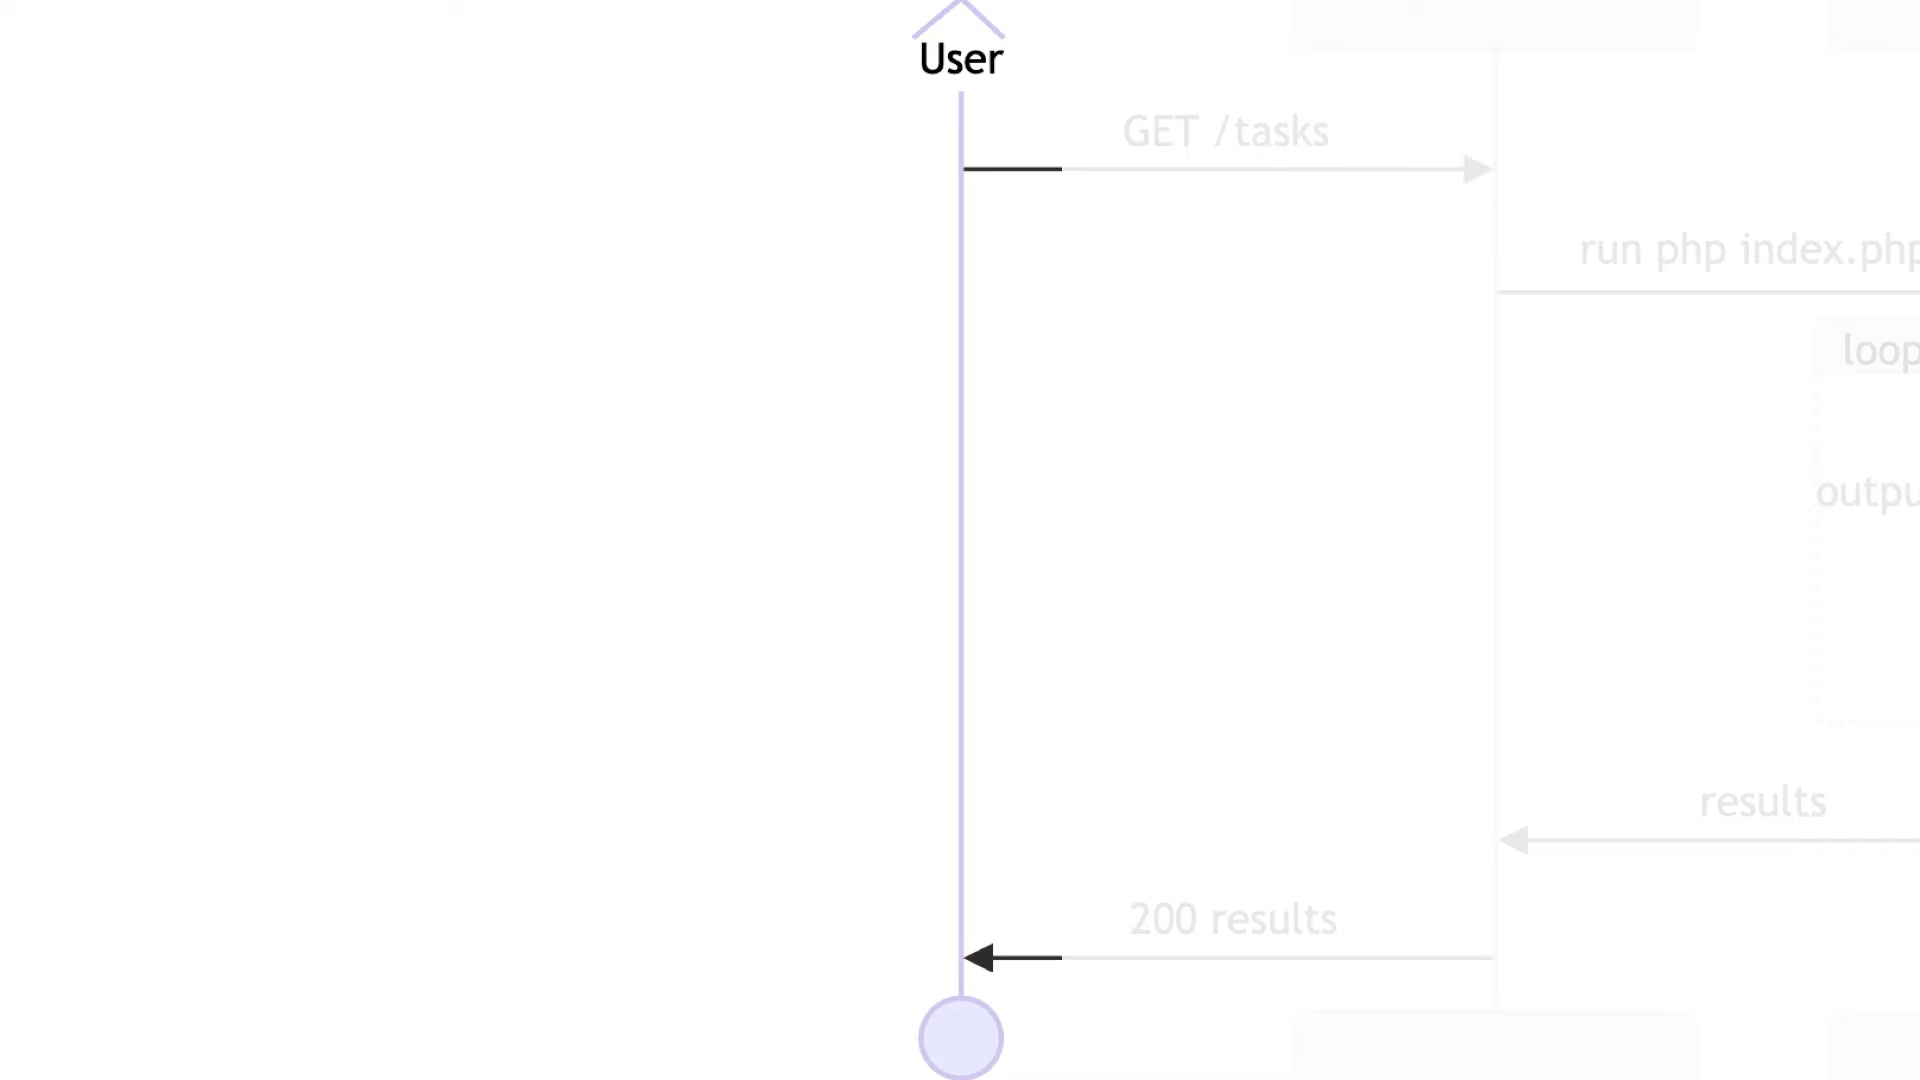 User
GET /tasks
run php index.php
loop
outpu
results
200 results